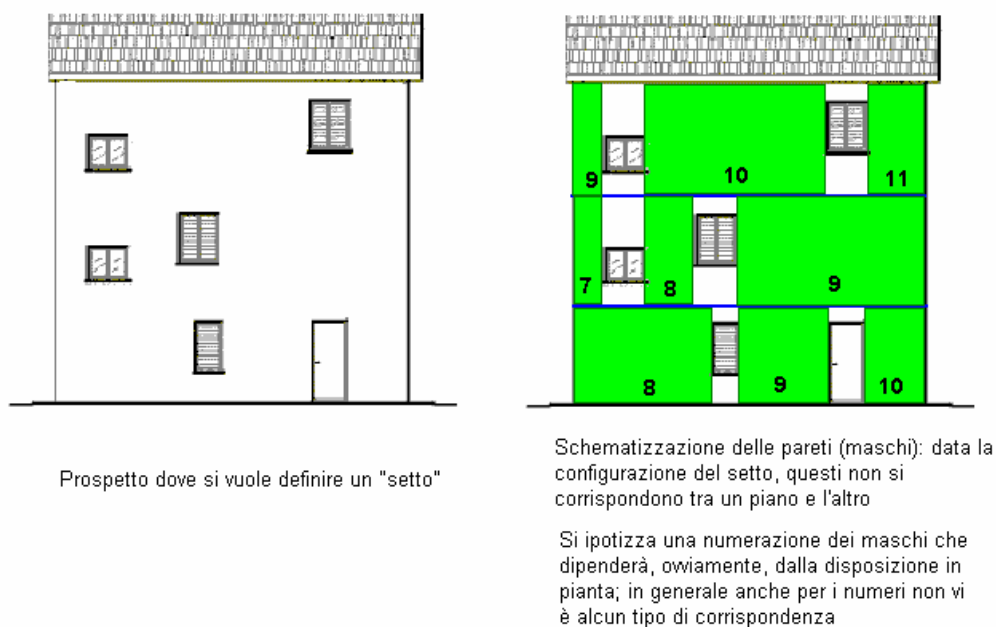 9
10
11
7
8
9
8
9
10
Prospetto dove si vuole definire un "setto"
Schematizzazione delle pareti (maschi): data la
configurazione del setto, questi non si
corrispondono tra un piano e l'altro
Si ipotizza una numerazione dei maschi che
dipenderà, owiamente, dalla disposizione in
pianta; in generale anche per i numeri non vi
è alcun tipo di corrispondenza